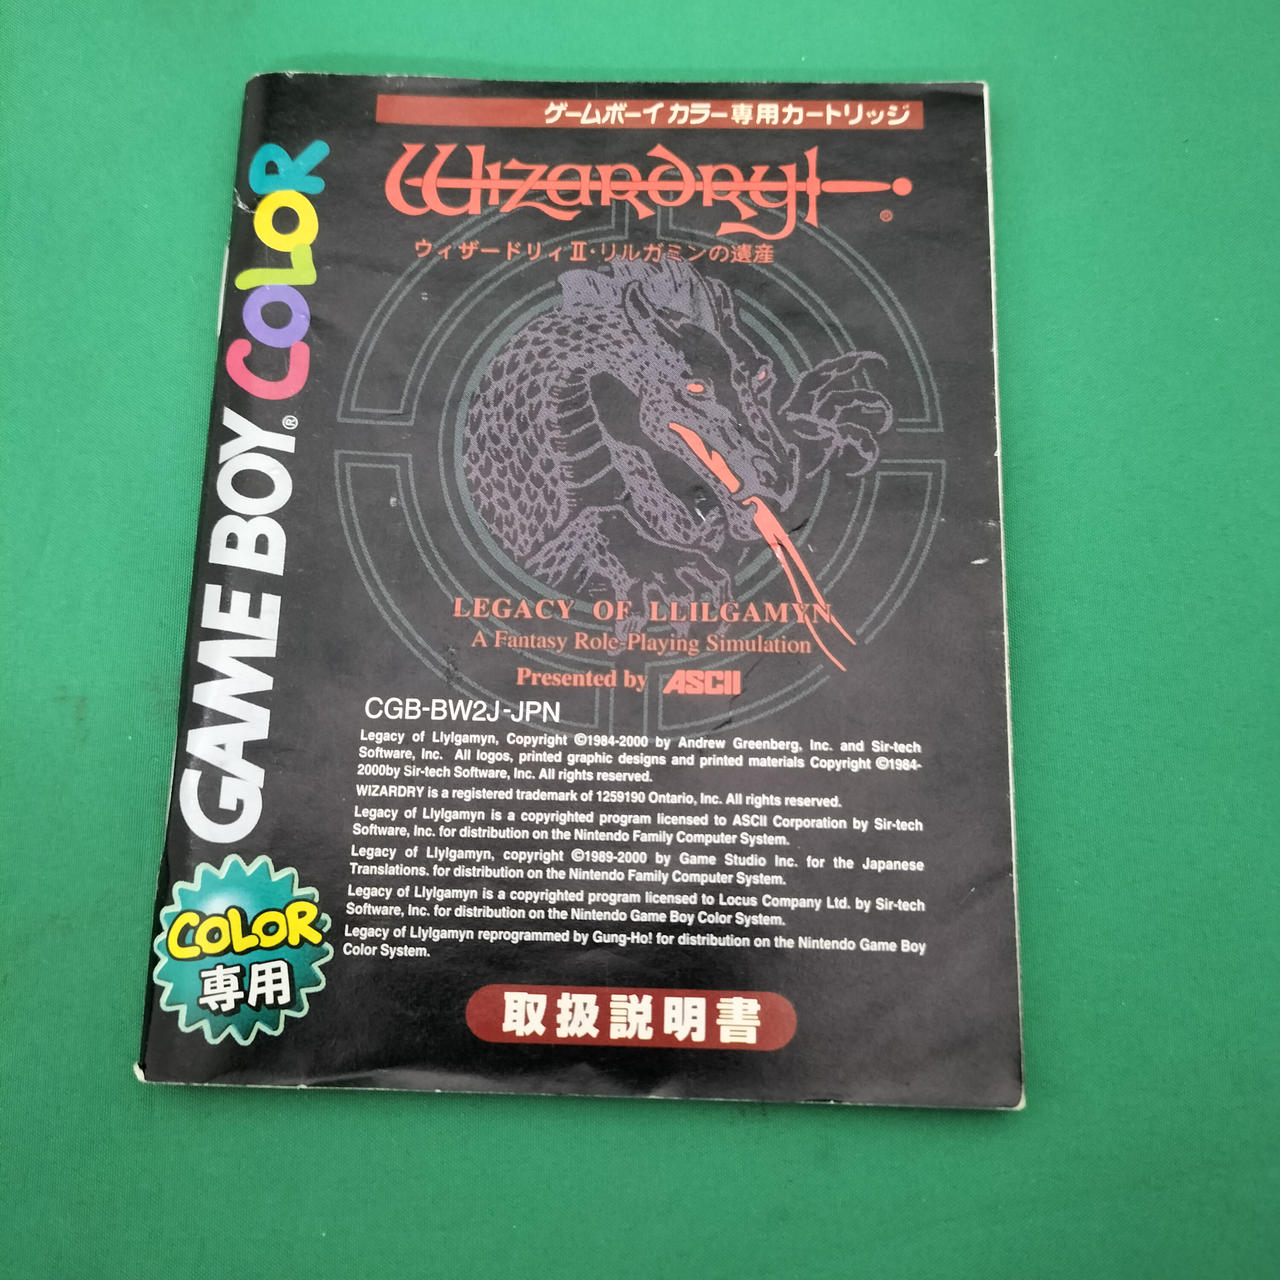 ゲームボーイカラー専用カートリッジ
Wizardry
®
ウィザードリィⅡ・リルガミンの遺産
GAME BOY® COLOR
LEGACY OF LLILGAMYN
A Fantasy Role-Playing Simulation
Presented by ASCII
CGB-BW2J-JPN
Legacy of Llylgamyn, Copyright ©1984-2000 by Andrew Greenberg, Inc. and Sir-tech
Software, Inc. All logos, printed graphic designs and printed materials Copyright ©1984-
2000by Sir-tech Software, Inc. All rights reserved.
WIZARDRY is a registered trademark of 1259190 Ontario, Inc. All rights reserved.
Legacy of Llylgamyn is a copyrighted program licensed to ASCII Corporation by Sir-tech
Software, Inc. for distribution on the Nintendo Family Computer System.
Legacy of Llylgamyn, copyright ©1989-2000 by Game Studio Inc. for the Japanese
Translations. for distribution on the Nintendo Family Computer System.
Legacy of Llylgamyn is a copyrighted program licensed to Locus Company Ltd. by Sir-tech
Software, Inc. for distribution on the Nintendo Game Boy Color System.
Legacy of Llylgamyn reprogrammed by Gung-Ho! for distribution on the Nintendo Game Boy
Color System.
COLOR
専用
取扱説明書